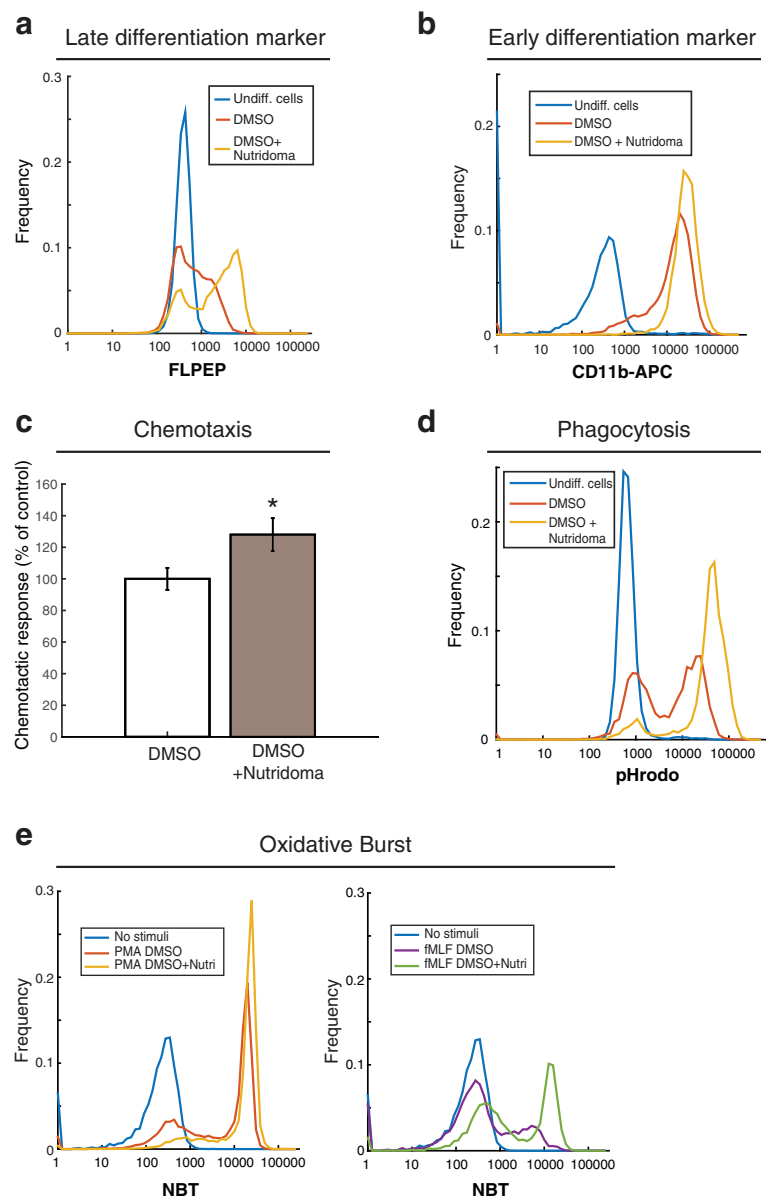 a
Late differentiation marker
0.3
0.2
0.1
0
Frequency
Undiff. cells
DMSO
DMSO+
Nutridoma
1
10
100
1000
10000
100000
FLPEP
b
Early differentiation marker
0.2
0.1
0
Frequency
Undiff. cells
DMSO
DMSO + Nutridoma
1
10
100
1000
10000
100000
CD11b-APC
c
Chemotaxis
Chemotactic response (% of control)
160
140
120
100
80
60
40
20
0
*
DMSO
DMSO
+Nutridoma
d
Phagocytosis
0.2
0.1
0
Frequency
Undiff. cells
DMSO
DMSO +
Nutridoma
1
10
100
1000
10000
100000
pHrodo
e
Oxidative Burst
0.3
0.2
0.1
0
Frequency
No stimuli
PMA DMSO
PMA DMSO+Nutri
1
10
100
1000
10000
100000
NBT
0.3
0.2
0.1
0
Frequency
No stimuli
fMLF DMSO
fMLF DMSO+Nutri
1
10
100
1000
10000
100000
NBT